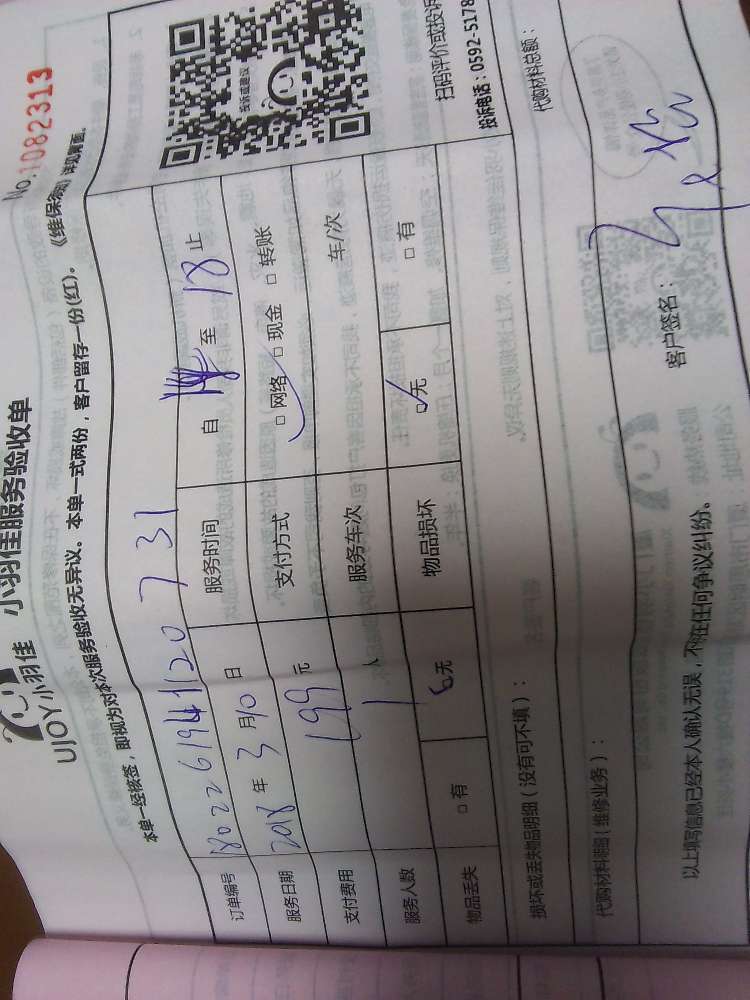 No.1082313
UJOY小羽佳 小羽佳服务验收单
本单一经核签，即视为对本次服务验收无异议。本单一式两份，客户留存一份(红)。《维保须知》详见背面。
订单编号 1802261941120731
服务日期 2018 年 3 月10 日 服务时间 自 至 18 止
支付费用 199 元 支付方式 □网络 □现金 □转账
服务人数 1 人 服务车次 车/次
物品丢失 □有 □无 物品损坏 □无 □有
投诉或建议
扫码评价或投诉
投诉电话：0592-5178
损坏或丢失物品明细（没有可不填）：
代购材料明细（维修业务）： 代购材料总额：
以上填写信息已经本人确认无误，不存在任何争议纠纷。 客户签名：